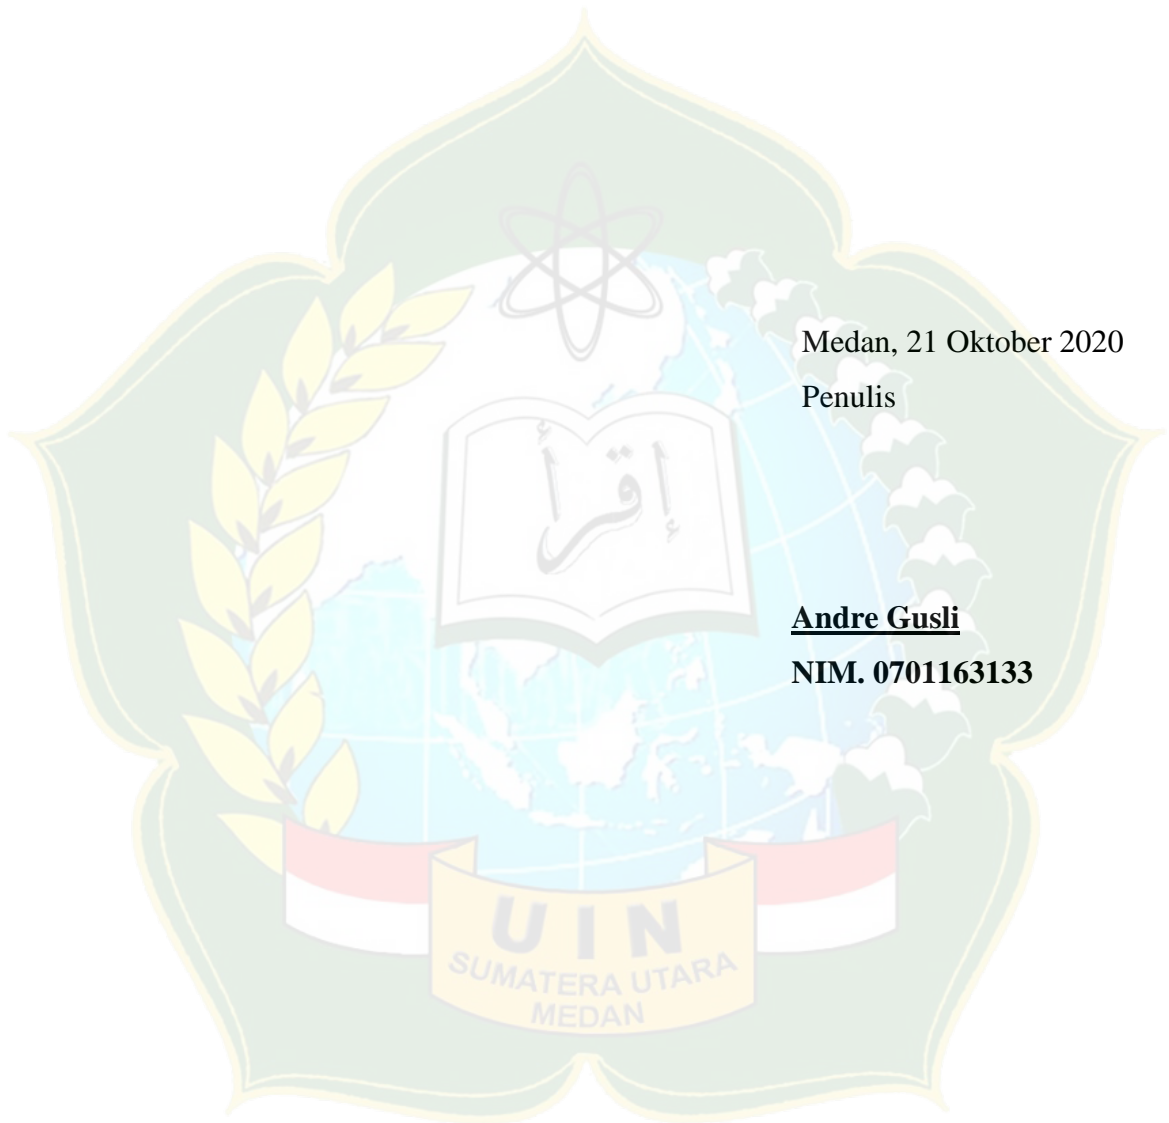 Medan, 21 Oktober 2020
Penulis
إقرأ
Andre Gusli
NIM. 0701163133
UIN
SUMATERA UTARA
MEDAN